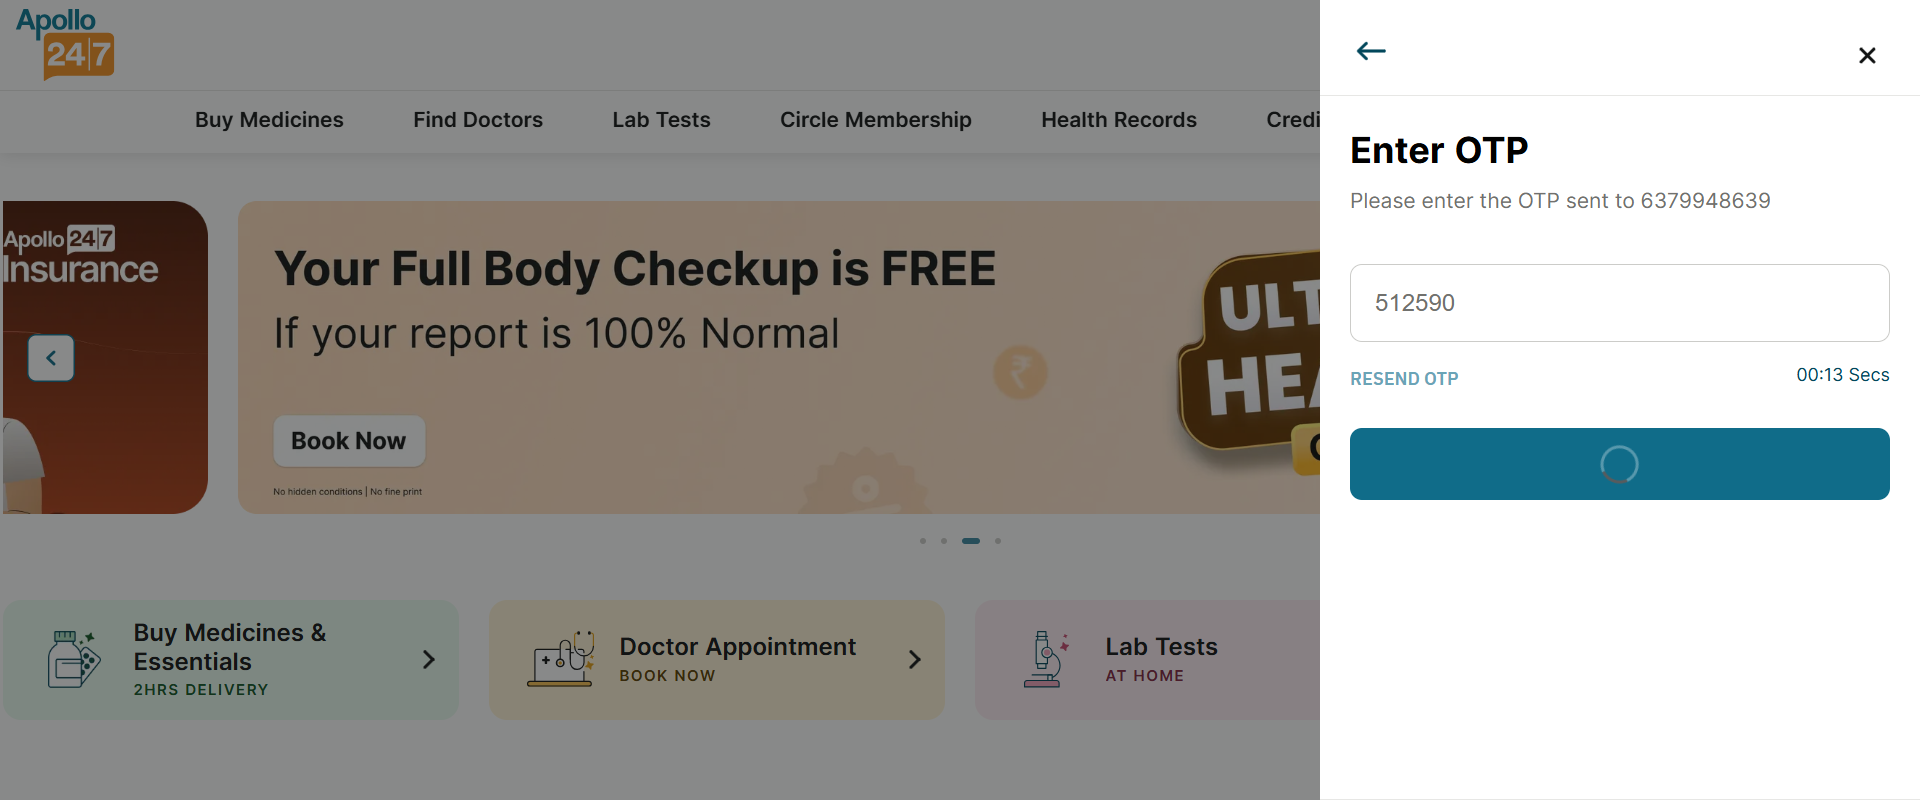 Apollo
24|7
Buy Medicines
Find Doctors
Lab Tests
Circle Membership
Health Records
Credi
Apollo 24|7
Insurance
Your Full Body Checkup is FREE
If your report is 100% Normal
Book Now
No hidden conditions | No fine print
ULT
HEA
Buy Medicines &
Essentials
2HRS DELIVERY
Doctor Appointment
BOOK NOW
Lab Tests
AT HOME
Enter OTP
Please enter the OTP sent to 6379948639
512590
RESEND OTP
00:13 Secs